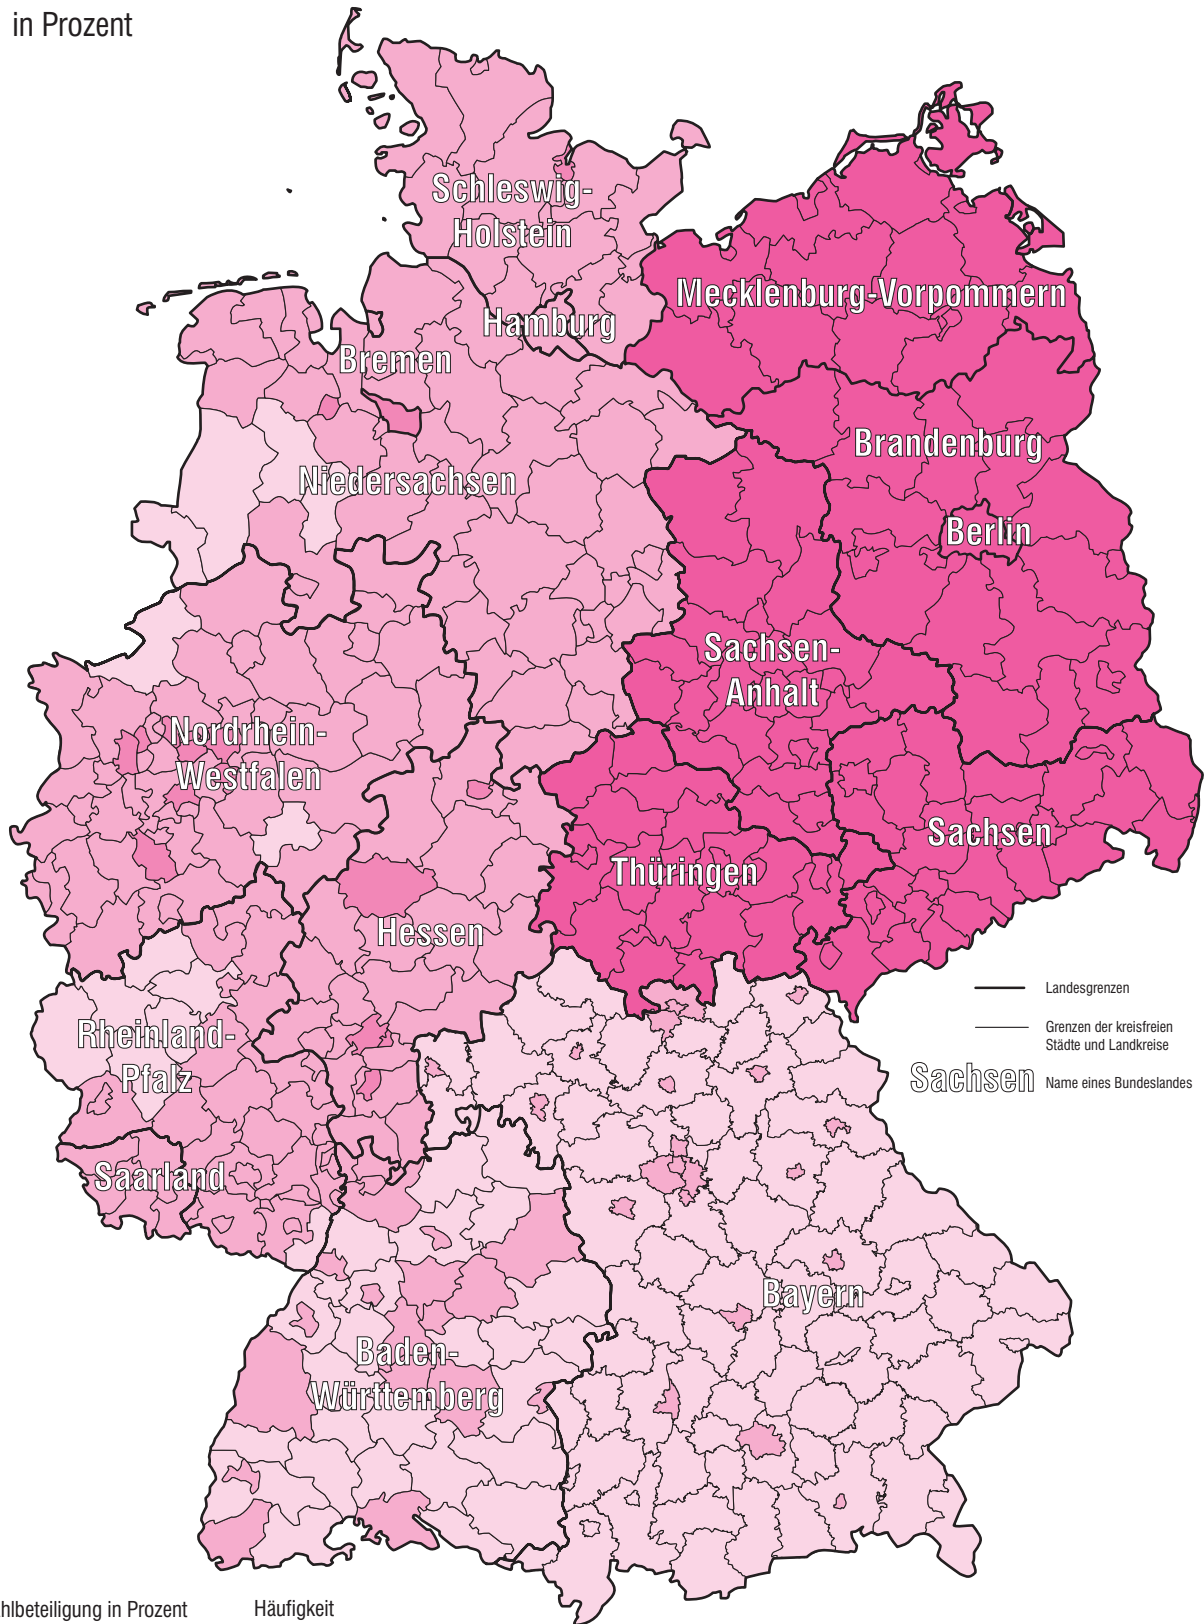 in Prozent
Schleswig-
Holstein
Mecklenburg-Vorpommern
Hamburg
Bremen
Brandenburg
Niedersachsen
Berlin
Sachsen-
Anhalt
Nordrhein-
Westfalen
Sachsen
Thüringen
Hessen
Landesgrenzen
Grenzen der kreisfreien
Städte und Landkreise
Sachsen Name eines Bundeslandes
Rheinland-
Pfalz
Saarland
Bayern
Baden-
Württemberg
hlbeteiligung in Prozent Häufigkeit